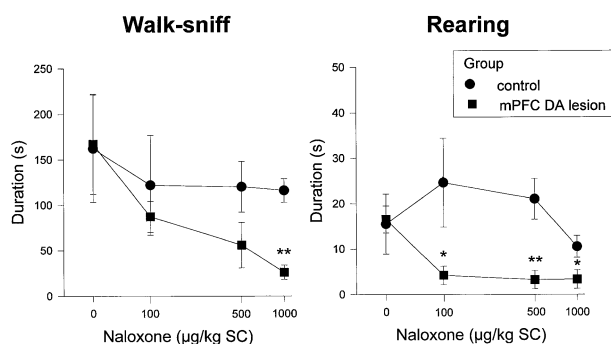 Walk-sniff
Rearing
Group
control
mPFC DA lesion
Duration (s)
250
200
150
100
50
0
**
0
100
500
1000
Naloxone (µg/kg SC)
Duration (s)
50
40
30
20
10
0
*
**
*
0
100
500
1000
Naloxone (µg/kg SC)